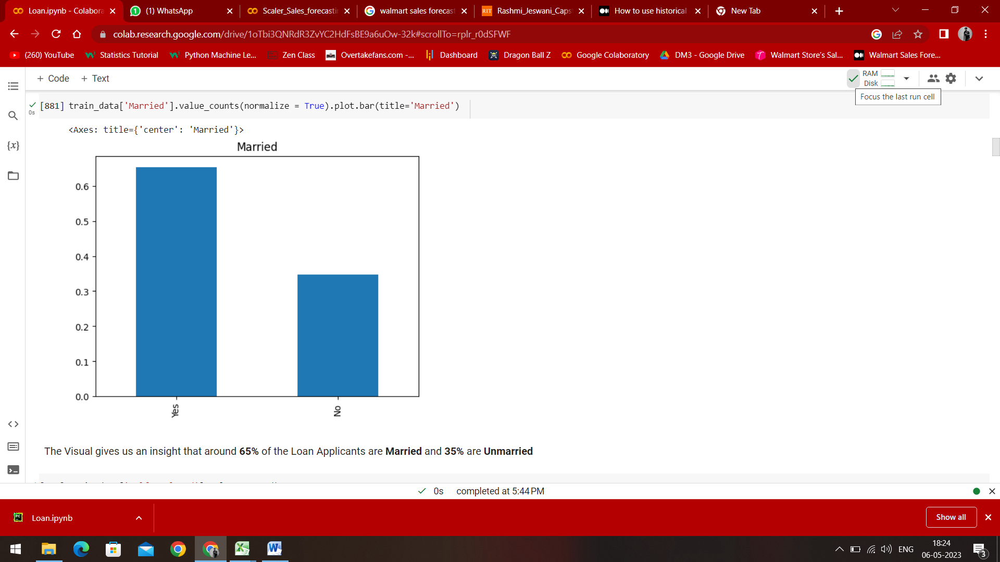 Loan.ipynb - Colabora
(1) WhatsApp
Scaler_Sales_forecasti
walmart sales forecast
RIT Rashmi_Jeswani_Caps
How to use historical
New Tab
colab.research.google.com/drive/1oTbi3QNRdR3ZvYC2HdFsBE9a6uOw-32k#scrollTo=rplr_r0dSFWF
(260) YouTube
Statistics Tutorial
Python Machine Le...
Zen Class
Overtakefans.com -...
Dashboard
Dragon Ball Z
Google Colaboratory
DM3 - Google Drive
Walmart Store's Sal...
Walmart Sales Fore...
+ Code + Text
RAM
Disk
Focus the last run cell
[881] train_data['Married'].value_counts(normalize = True).plot.bar(title='Married')
0s
<Axes: title={'center': 'Married'}>
Married
0.6
0.5
0.4
0.3
0.2
0.1
0.0
Yes
No
The Visual gives us an insight that around 65% of the Loan Applicants are Married and 35% are Unmarried
0s completed at 5:44 PM
Loan.ipynb
Show all
ENG
18:24
06-05-2023
3